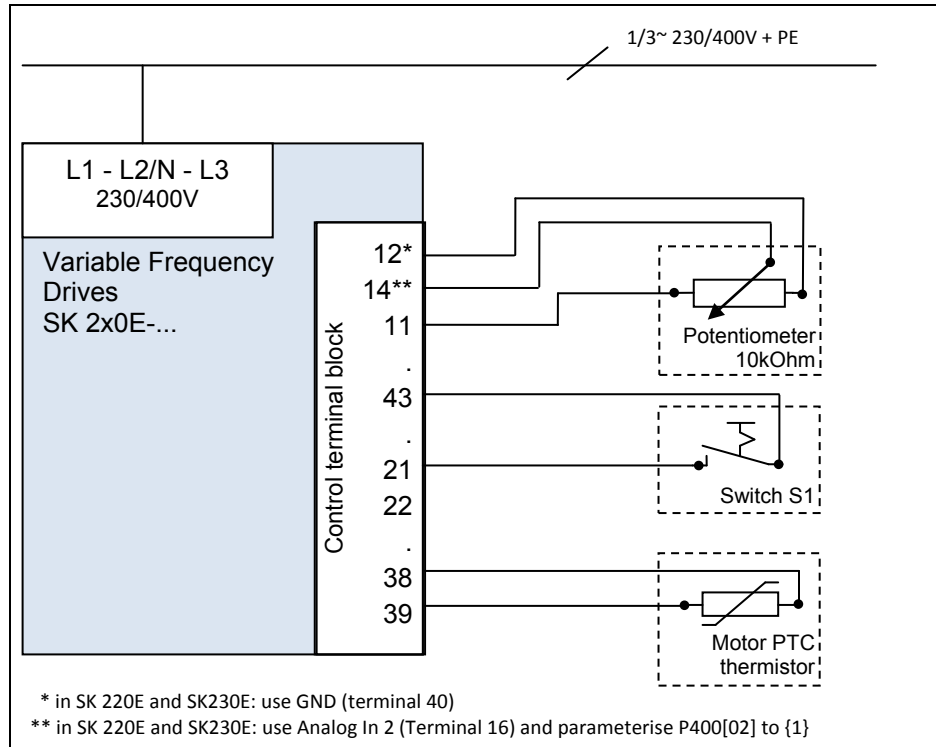 1/3~ 230/400V + PE
L1 - L2/N - L3
230/400V
Variable Frequency
Drives
SK 2x0E-...
Control terminal block
12*
14**
11
.
43
.
21
22
.
38
39
Potentiometer
10kOhm
Switch S1
Motor PTC
thermistor
* in SK 220E and SK230E: use GND (terminal 40)
** in SK 220E and SK230E: use Analog In 2 (Terminal 16) and parameterise P400[02] to {1}